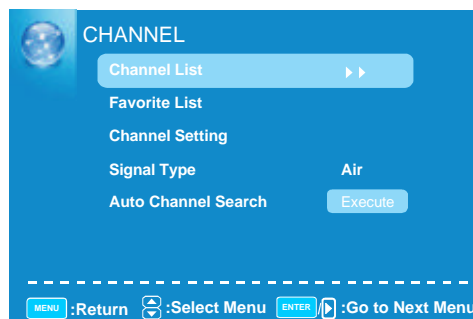 CHANNEL
Channel List
Favorite List
Channel Setting
Signal Type Air
Auto Channel Search Execute
MENU :Return :Select Menu ENTER / :Go to Next Menu